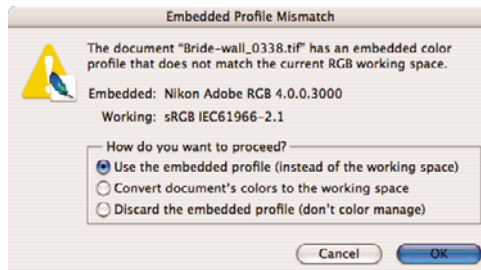 Embedded Profile Mismatch
The document "Bride-wall_0338.tif" has an embedded color
profile that does not match the current RGB working space.
Embedded: Nikon Adobe RGB 4.0.0.3000
Working: sRGB IEC61966-2.1
How do you want to proceed?
Use the embedded profile (instead of the working space)
Convert document's colors to the working space
Discard the embedded profile (don't color manage)
Cancel OK